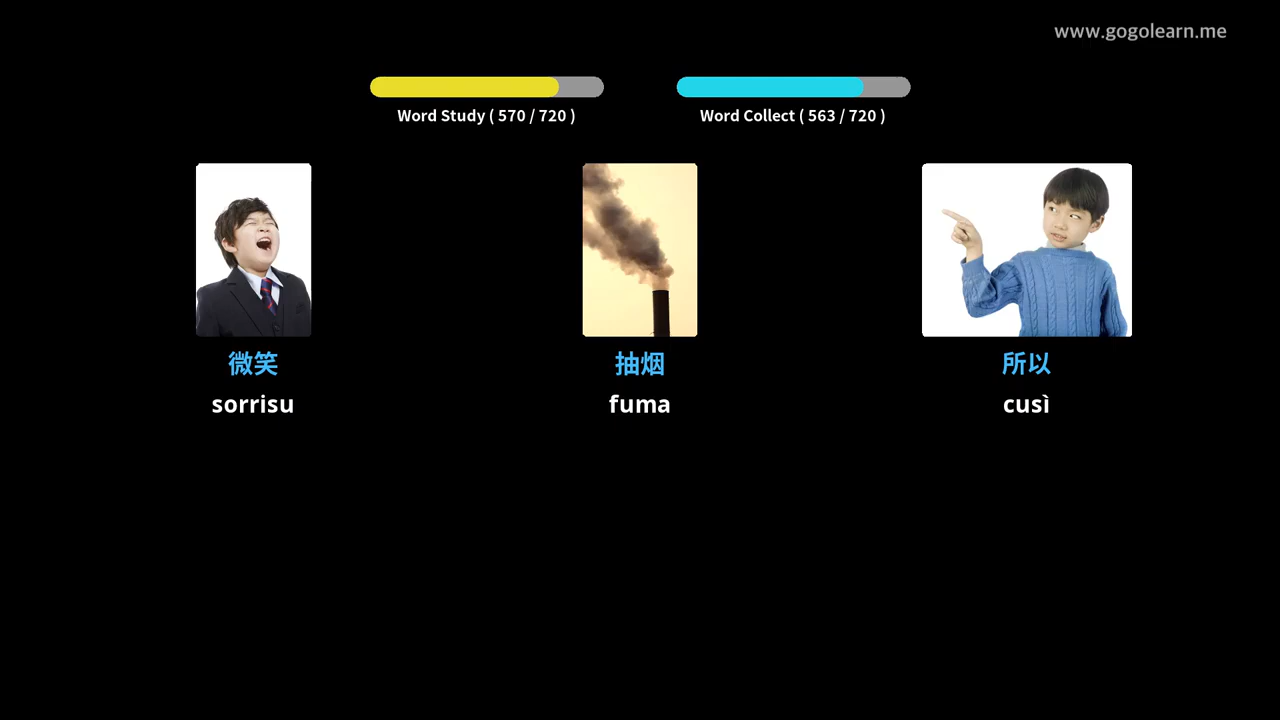 www.gogolearn.me
Word Study ( 570 / 720 )
Word Collect ( 563 / 720 )
微笑
抽烟
所以
sorrisu
fuma
cusì